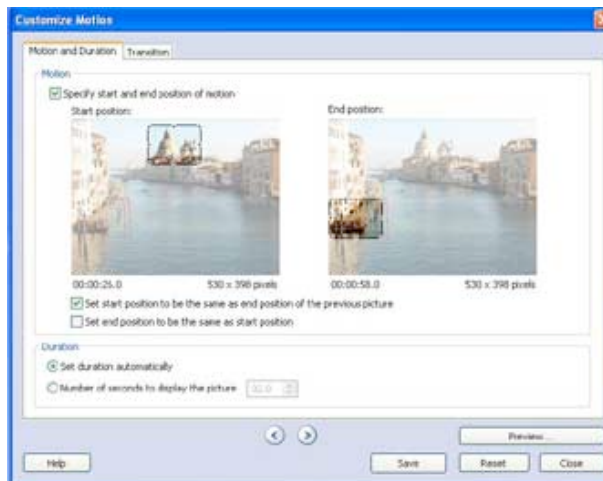 Customize Motion
Motion and Duration Transition
Motion
Specify start and end position of motion
Start position: End position:
00:00:26.0 530 x 398 pixels 00:00:58.0 530 x 398 pixels
Set start position to be the same as end position of the previous picture
Set end position to be the same as start position
Duration
Set duration automatically
Number of seconds to display the picture
Preview...
Help Save Reset Close